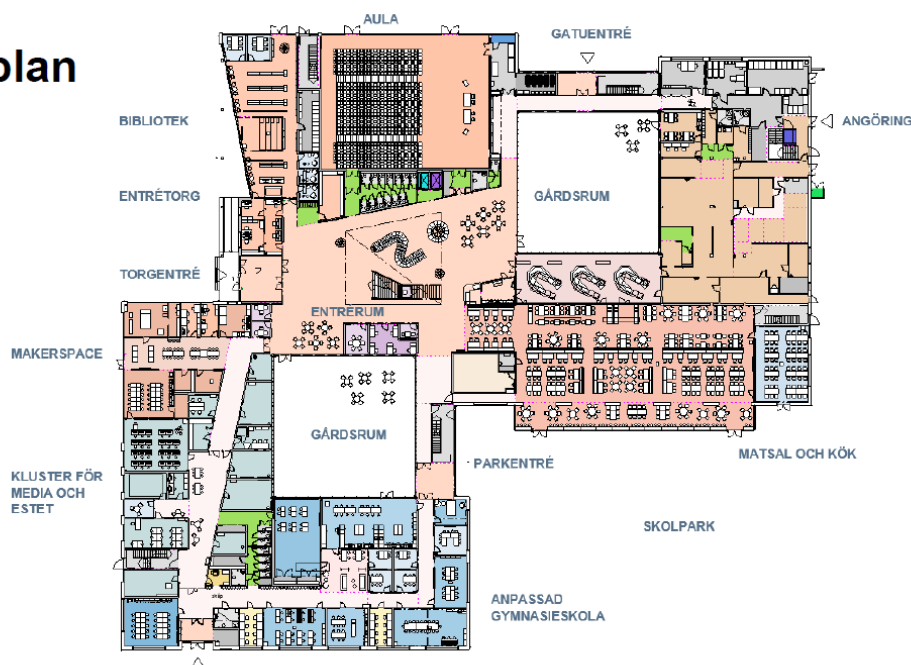 plan
AULA
GATUENTRÉ
BIBLIOTEK
ANGÖRING
ENTRÉTORG
GÅRDSRUM
TORGENTRÉ
ENTRÉRUM
MAKERSPACE
GÅRDSRUM
PARKENTRÉ
MATSAL OCH KÖK
KLUSTER FÖR
MEDIA OCH
ESTET
SKOLPARK
ANPASSAD
GYMNASIESKOLA